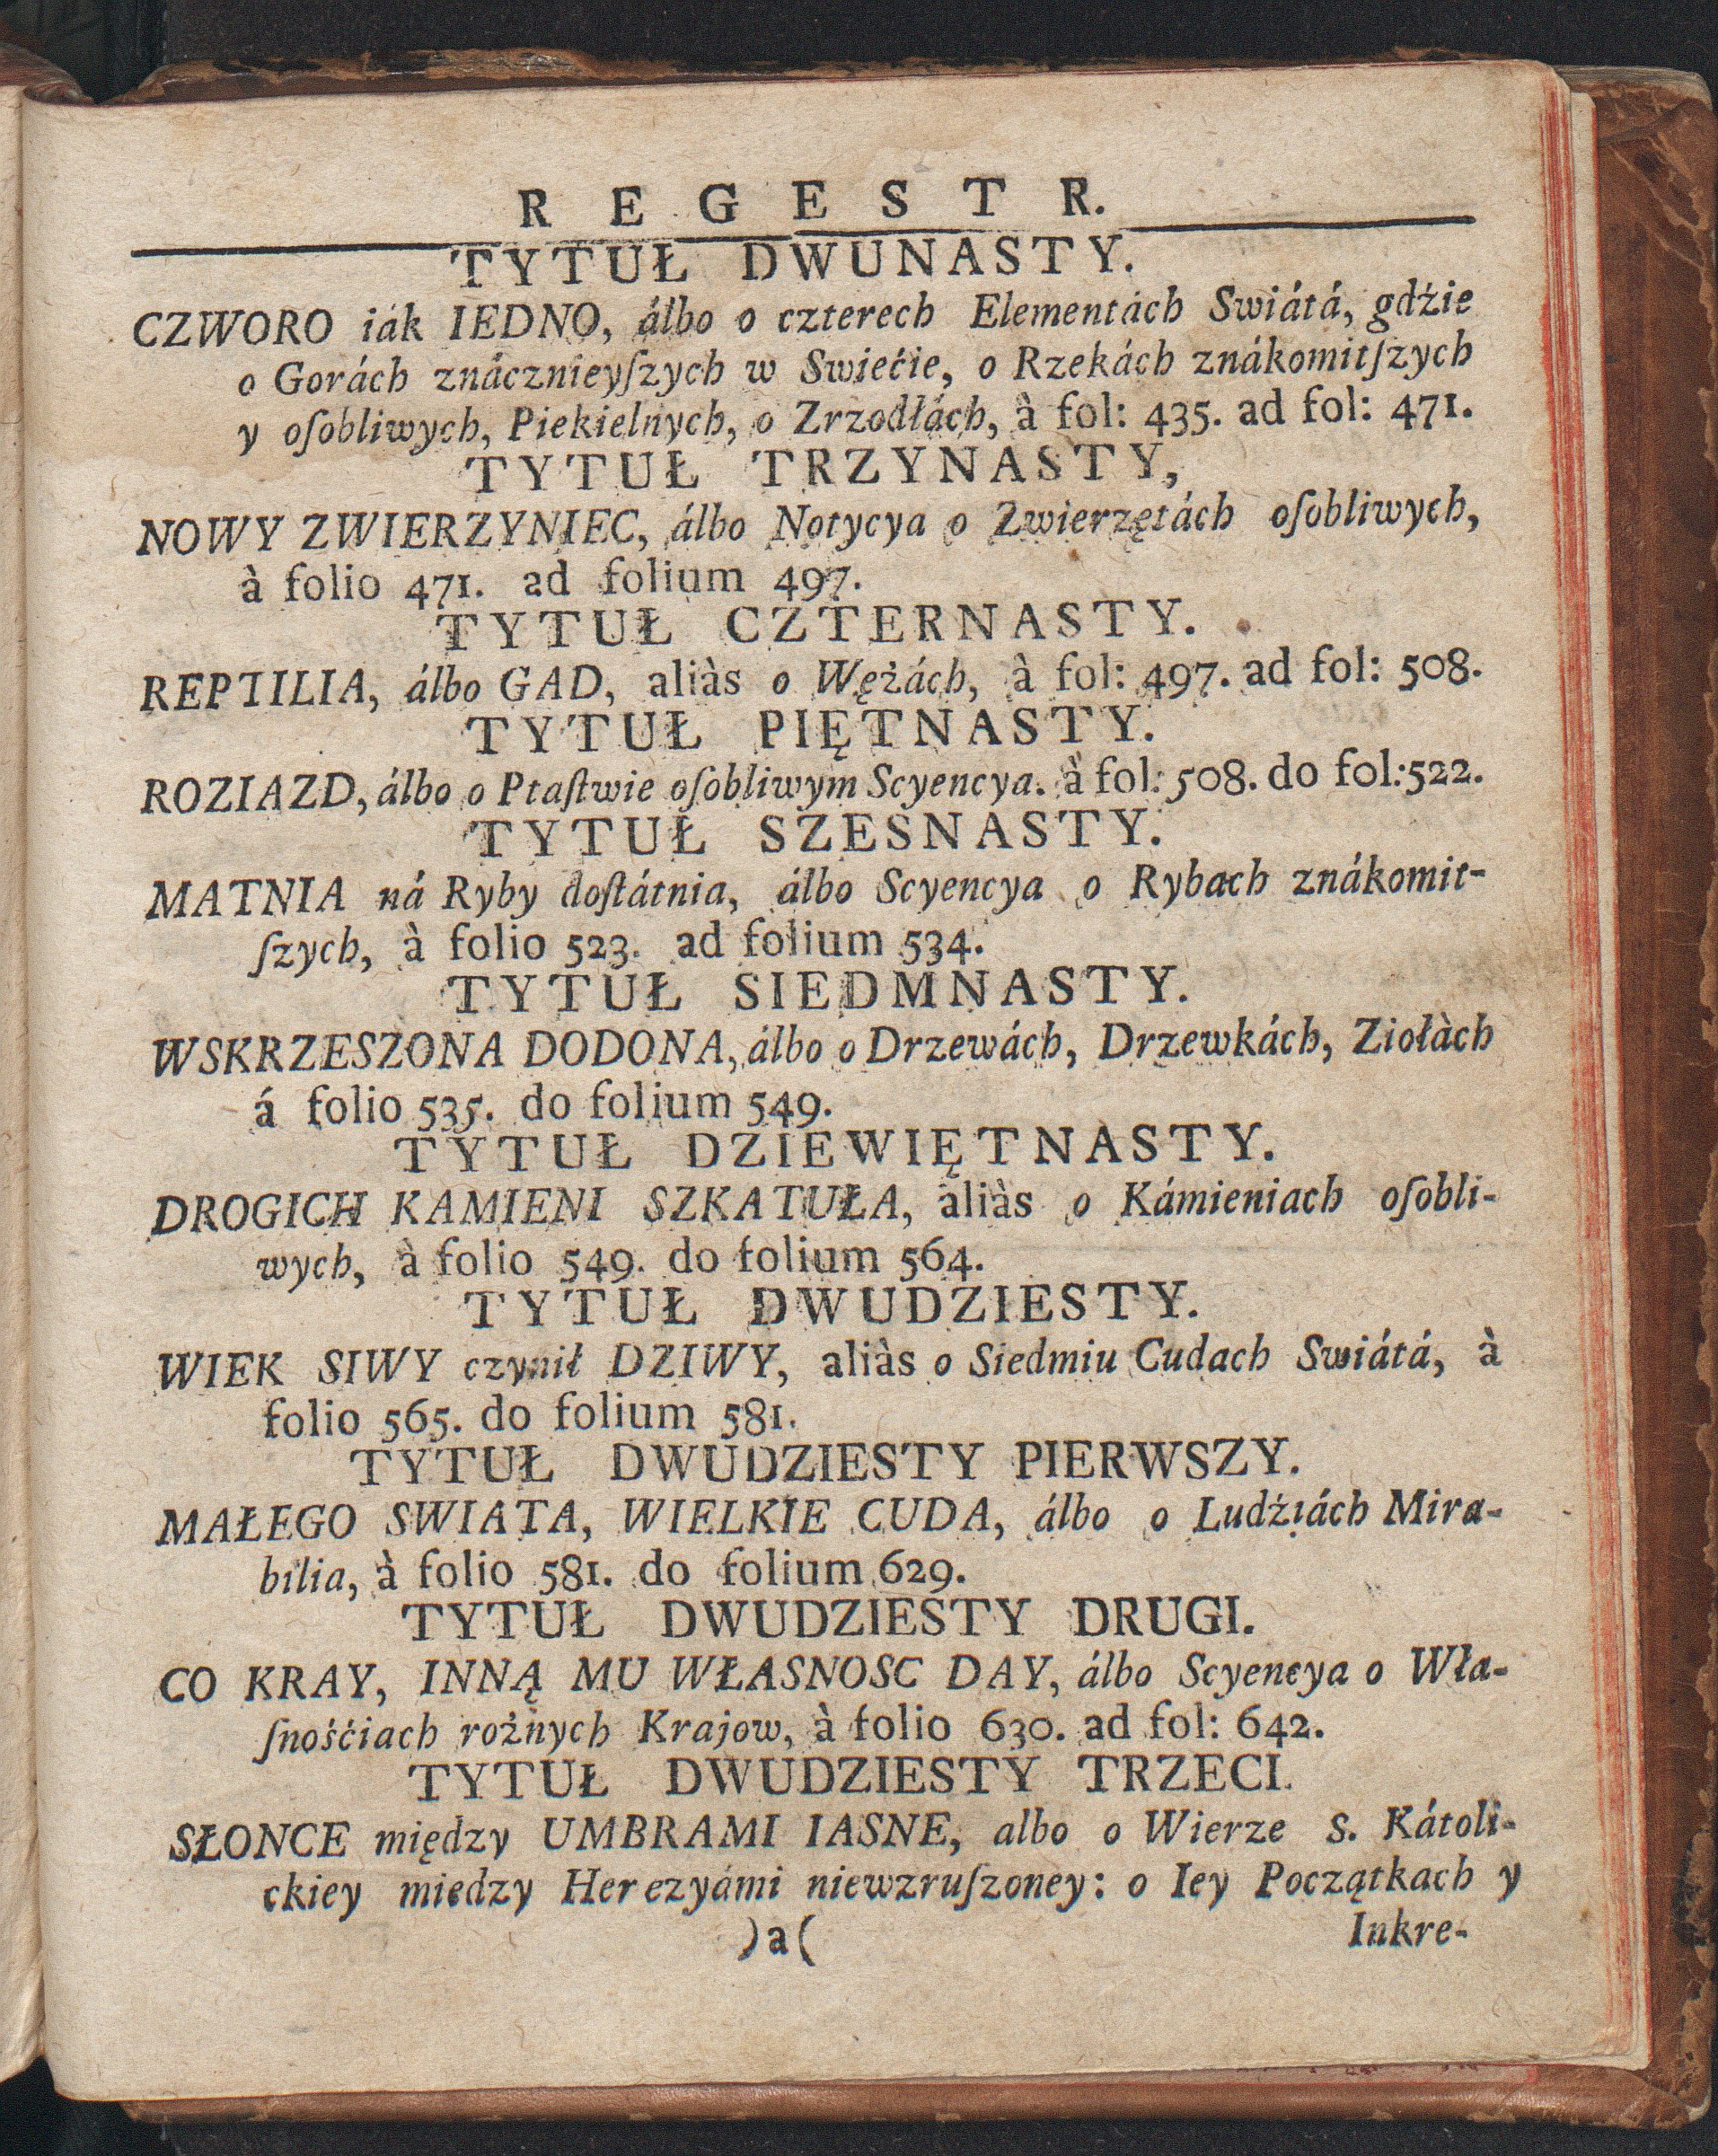 R E G E S T R.
TYTUŁ DWUNASTY.
CZWORO iák IEDNO, álbo o czterech Elementách Swiátá, gdźie
o Gorách znácznieyſzych w Swiećie, o Rzekách znákomitſzych
y oſobliwych, Piekielnych, o Zrzodłách, à fol: 435. ad fol: 471.
TYTUŁ TRZYNASTY,
NOWY ZWIERZYNIEC, álbo Notycya o Zwierzętách oſobliwych,
à folio 471. ad folium 497.
TYTUŁ CZTERNASTY.
REPTILIA, álbo GAD, aliàs o Wężách, à fol: 497. ad fol: 508.
TYTUŁ PIĘTNASTY.
ROZIAZD, álbo o Ptaſtwie oſobliwym Scyencya. à fol: 508. do fol:522.
TYTUŁ SZESNASTY.
MATNIA ná Ryby doſtátnia, álbo Scyencya o Rybach znákomit-
ſzych, à folio 523. ad folium 534.
TYTUŁ SIEDMNASTY.
WSKRZESZONA DODONA, álbo o Drzewách, Drzewkách, Ziołàch
á folio 535. do folium 549.
TYTUŁ DZIEWIĘTNASTY.
DROGICH KAMIENI SZKATUŁA, aliàs o Kámieniach oſobli-
wych, à folio 549. do folium 564.
TYTUŁ DWUDZIESTY.
WIEK SIWY czynił DZIWY, aliàs o Siedmiu Cudach Swiátá, à
folio 565. do folium 581.
TYTUŁ DWUDZIESTY PIERWSZY.
MAŁEGO SWIATA, WIELKIE CUDA, álbo o Ludźiách Mira-
bilia, à folio 581. do folium 629.
TYTUŁ DWUDZIESTY DRUGI.
CO KRAY, INNĄ MU WŁASNOSC DAY, álbo Scyencya o Wła-
ſnośćiach rożnych Krajow, à folio 630. ad fol: 642.
TYTUŁ DWUDZIESTY TRZECI.
SŁONCE między UMBRAMI IASNE, albo o Wierze S. Kátoli-
ckiey miedzy Herezyámi niewzruſzoney: o Iey Początkach y
)a(
Inkre-